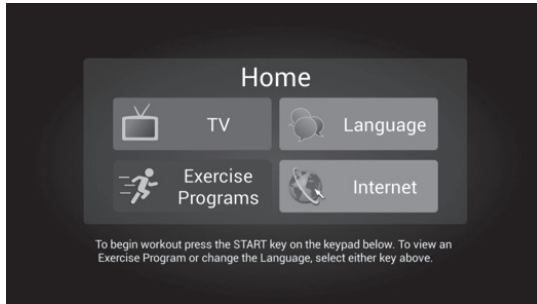 Home
TV
Language
Exercise
Programs
Internet
To begin workout press the START key on the keypad below. To view an
Exercise Program or change the Language, select either key above.